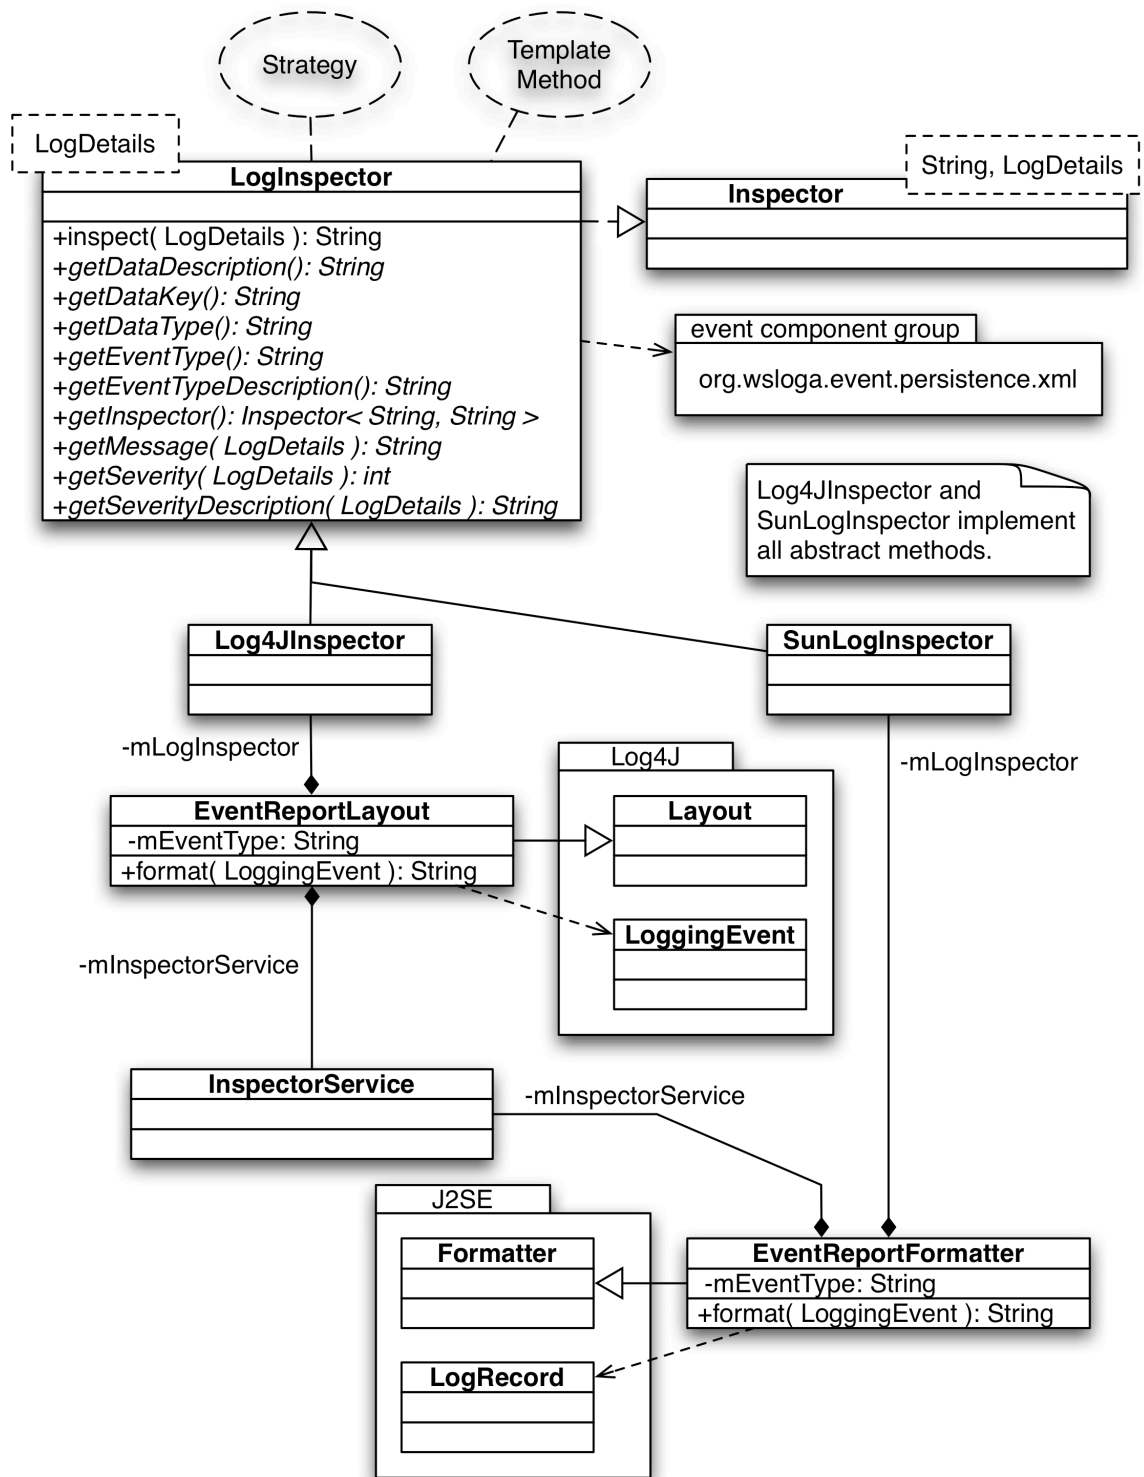 Strategy
Template
Method
LogDetails
String, LogDetails
LogInspector
Inspector
+inspect( LogDetails ): String
+getDataDescription(): String
+getDataKey(): String
+getDataType(): String
+getEventType(): String
+getEventTypeDescription(): String
+getInspector(): Inspector< String, String >
+getMessage( LogDetails ): String
+getSeverity( LogDetails ): int
+getSeverityDescription( LogDetails ): String
event component group
org.wsloga.event.persistence.xml
Log4JInspector and
SunLogInspector implement
all abstract methods.
Log4JInspector
SunLogInspector
-mLogInspector
-mLogInspector
Log4J
EventReportLayout
-mEventType: String
+format( LoggingEvent ): String
Layout
LoggingEvent
-mInspectorService
InspectorService
-mInspectorService
J2SE
Formatter
EventReportFormatter
-mEventType: String
+format( LoggingEvent ): String
LogRecord